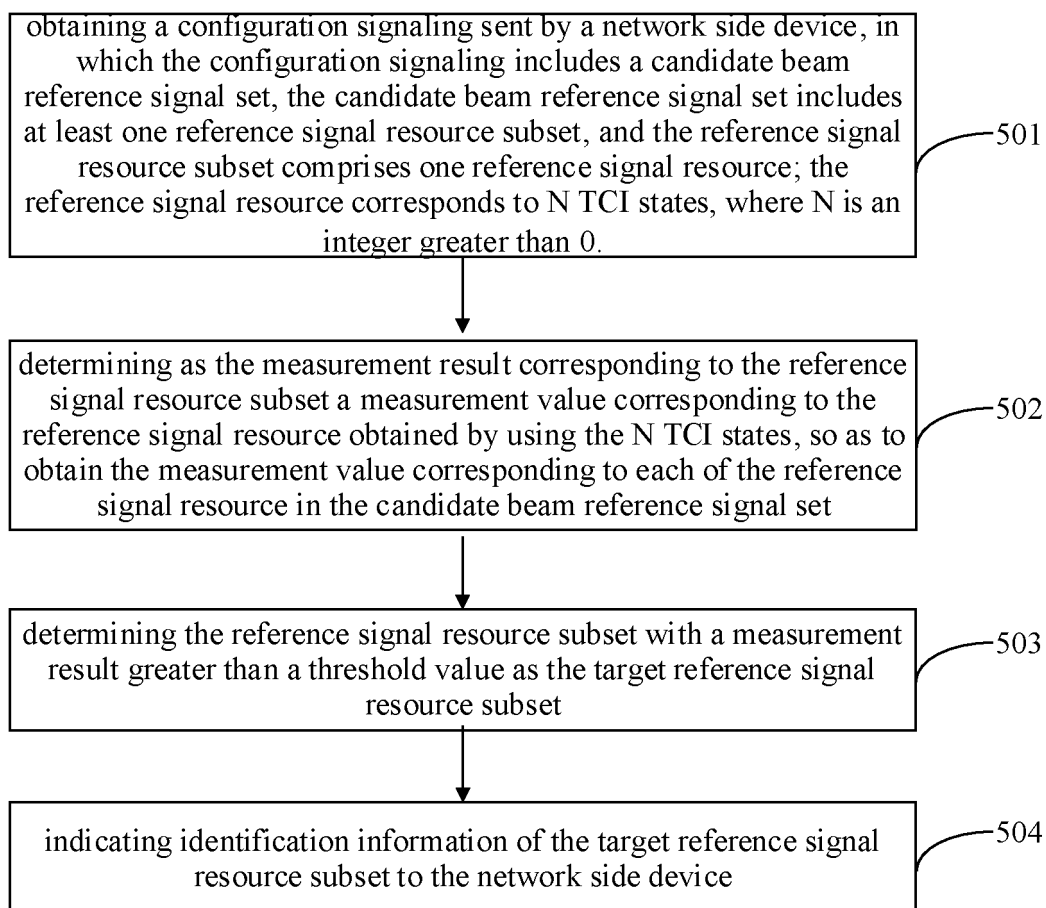 obtaining a configuration signaling sent by a network side device, in
which the configuration signaling includes a candidate beam
reference signal set, the candidate beam reference signal set includes
at least one reference signal resource subset, and the reference signal
resource subset comprises one reference signal resource; the
reference signal resource corresponds to N TCI states, where N is an
integer greater than 0.
501
determining as the measurement result corresponding to the reference
signal resource subset a measurement value corresponding to the
reference signal resource obtained by using the N TCI states, so as to
obtain the measurement value corresponding to each of the reference
signal resource in the candidate beam reference signal set
502
determining the reference signal resource subset with a measurement
result greater than a threshold value as the target reference signal
resource subset
503
indicating identification information of the target reference signal
resource subset to the network side device
504